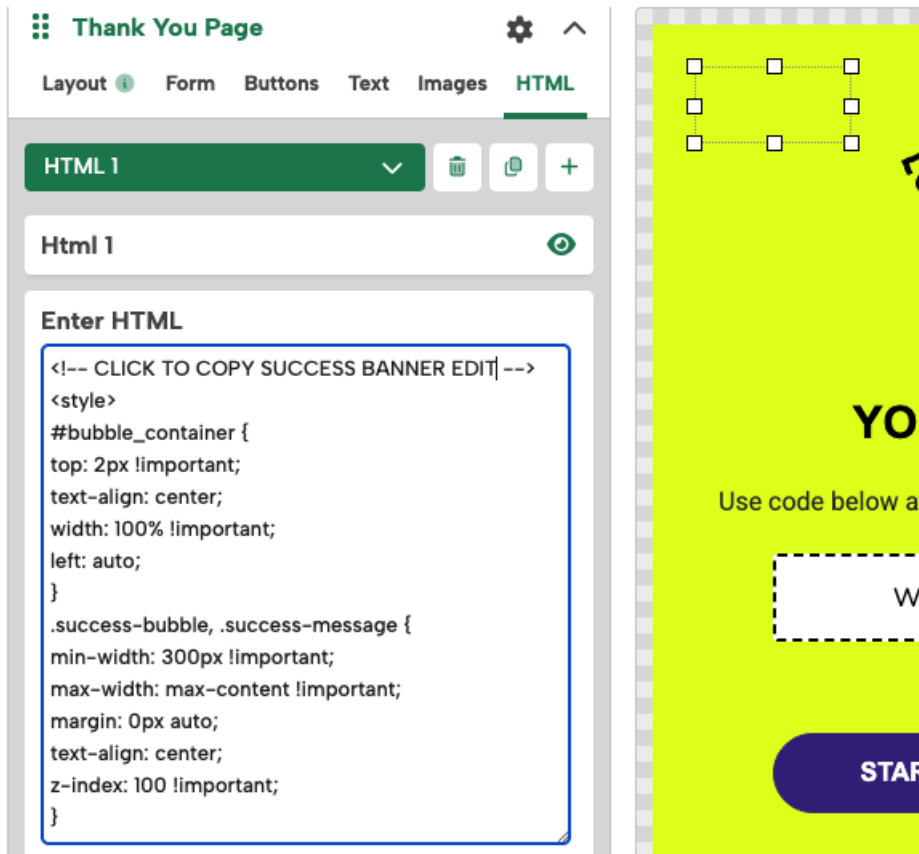 Thank You Page
Layout i Form Buttons Text Images HTML
HTML 1
Html 1
Enter HTML
<!-- CLICK TO COPY SUCCESS BANNER EDIT -->
<style>
#bubble_container {
top: 2px !important;
text-align: center;
width: 100% !important;
left: auto;
}
.success-bubble, .success-message {
min-width: 300px !important;
max-width: max-content !important;
margin: 0px auto;
text-align: center;
z-index: 100 !important;
}
YO
Use code below a
W
STAR